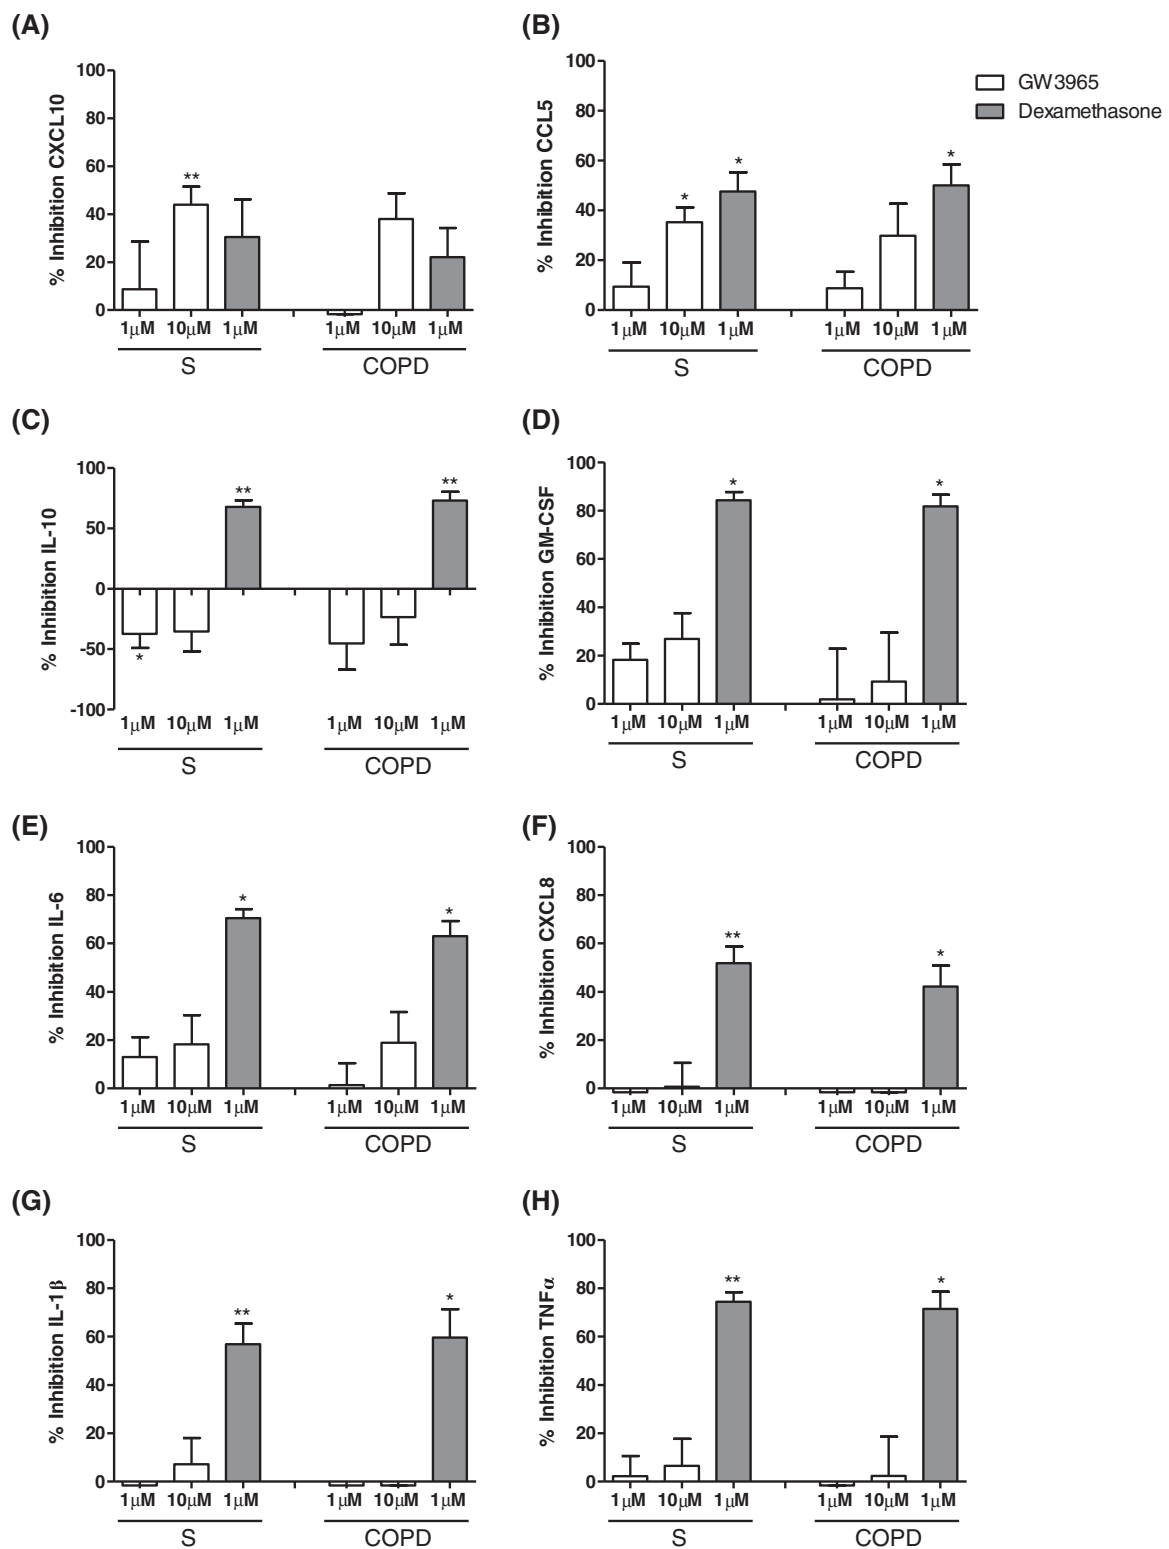 (A)
% Inhibition CXCL10
100
80
60
40
20
0
**
1μM 10μM 1μM 1μM 10μM 1μM
S COPD
(B)
% Inhibition CCL5
100
80
60
40
20
0
* * *
1μM 10μM 1μM 1μM 10μM 1μM
S COPD
GW3965
Dexamethasone
(C)
% Inhibition IL-10
100
50
0
-50
-100
** **
*
1μM 10μM 1μM 1μM 10μM 1μM
S COPD
(D)
% Inhibition GM-CSF
100
80
60
40
20
0
* *
1μM 10μM 1μM 1μM 10μM 1μM
S COPD
(E)
% Inhibition IL-6
100
80
60
40
20
0
* *
1μM 10μM 1μM 1μM 10μM 1μM
S COPD
(F)
% Inhibition CXCL8
100
80
60
40
20
0
** *
1μM 10μM 1μM 1μM 10μM 1μM
S COPD
(G)
% Inhibition IL-1β
100
80
60
40
20
0
** *
1μM 10μM 1μM 1μM 10μM 1μM
S COPD
(H)
% Inhibition TNFα
100
80
60
40
20
0
** *
1μM 10μM 1μM 1μM 10μM 1μM
S COPD